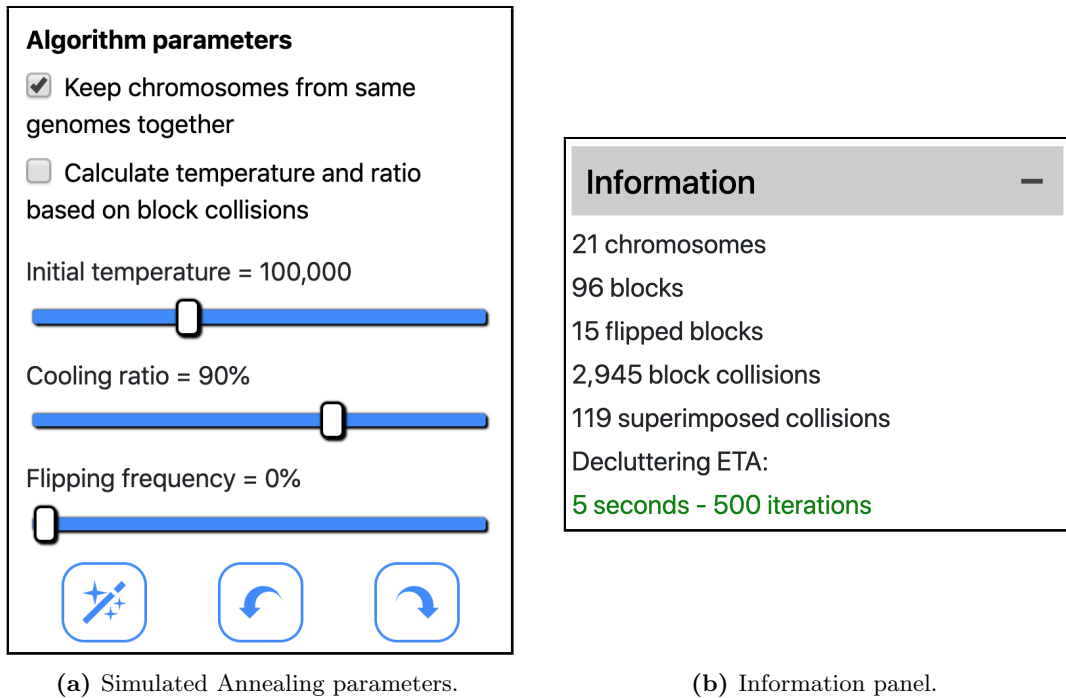 Algorithm parameters
Keep chromosomes from same
genomes together
Calculate temperature and ratio
based on block collisions
Initial temperature = 100,000
Cooling ratio = 90%
Flipping frequency = 0%
(a) Simulated Annealing parameters.
Information
21 chromosomes
96 blocks
15 flipped blocks
2,945 block collisions
119 superimposed collisions
Decluttering ETA:
5 seconds - 500 iterations
(b) Information panel.